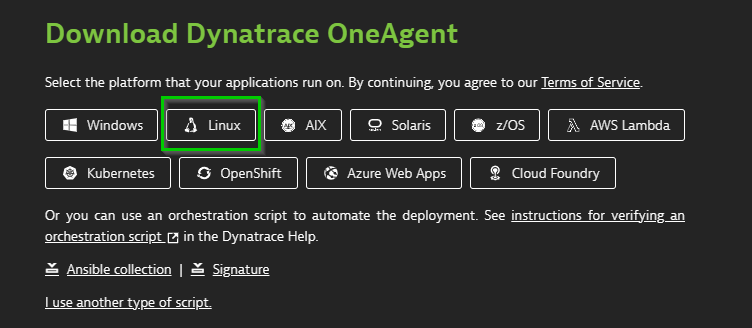 Download Dynatrace OneAgent
Select the platform that your applications run on. By continuing, you agree to our Terms of Service.
Windows Linux AIX Solaris z/OS AWS Lambda
Kubernetes OpenShift Azure Web Apps Cloud Foundry
Or you can use an orchestration script to automate the deployment. See instructions for verifying an
orchestration script in the Dynatrace Help.
Ansible collection | Signature
I use another type of script.